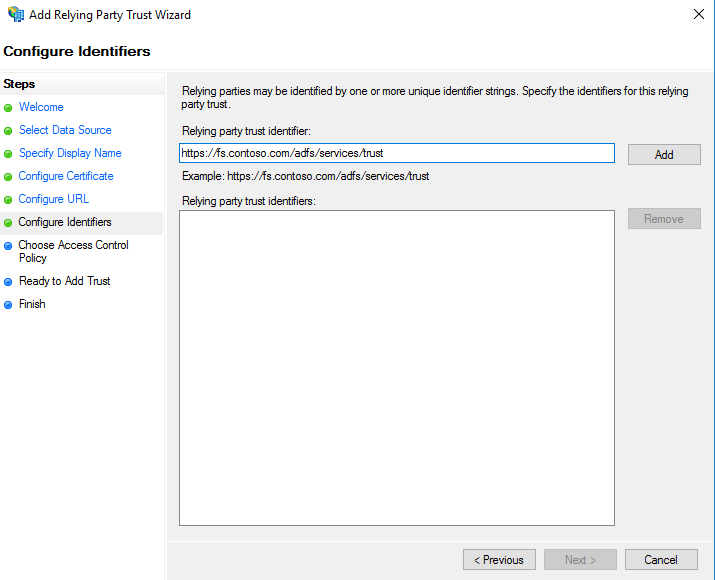 Add Relying Party Trust Wizard
Configure Identifiers
Steps
Welcome
Select Data Source
Specify Display Name
Configure Certificate
Configure URL
Configure Identifiers
Choose Access Control
Policy
Ready to Add Trust
Finish
Relying parties may be identified by one or more unique identifier strings. Specify the identifiers for this relying
party trust.
Relying party trust identifier:
https://fs.contoso.com/adfs/services/trust
Add
Example: https://fs.contoso.com/adfs/services/trust
Relying party trust identifiers:
Remove
< Previous
Next >
Cancel